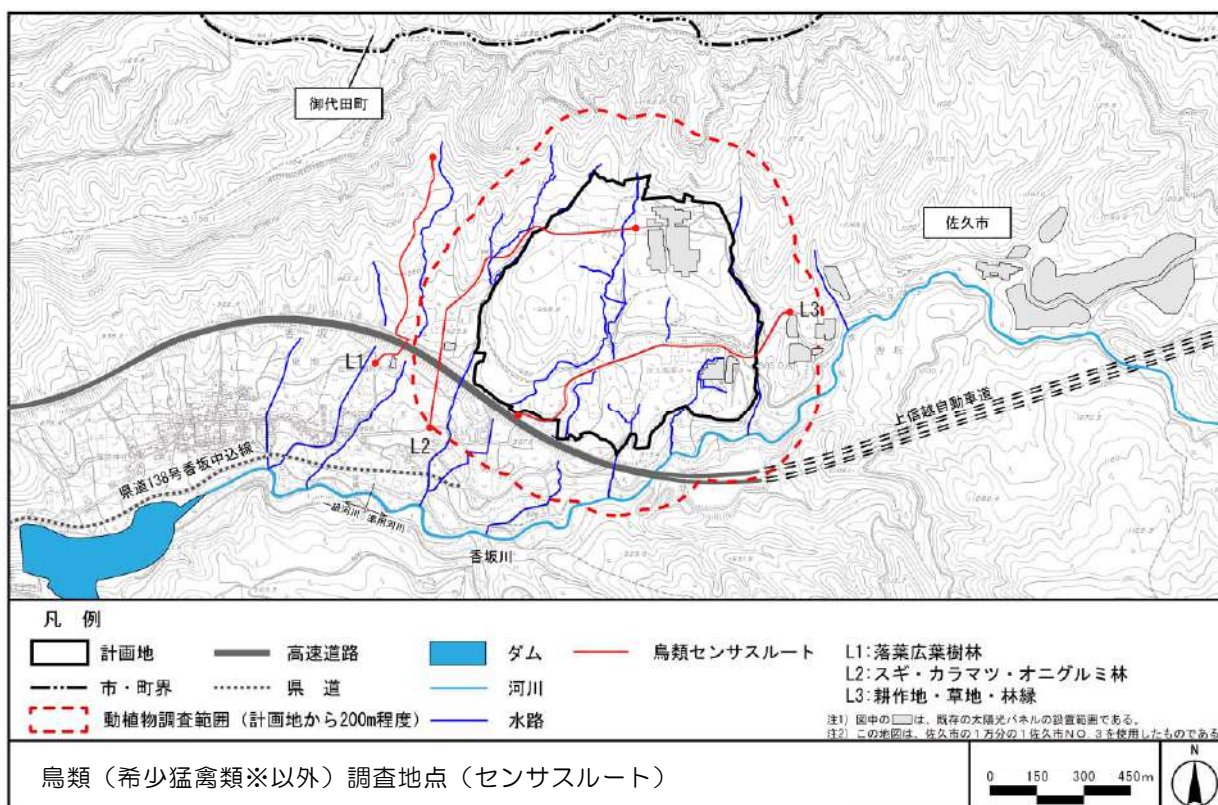 御代田町
佐久市
L3
L1
L2
上信越自動車道
県道138号香坂中込線
香坂川
凡 例
計画地
高速道路
ダム
鳥類センサスルート
L1:落葉広葉樹林
市・町界
県 道
河川
L2:スギ・カラマツ・オニグルミ林
L3:耕作地・草地・林縁
動植物調査範囲（計画地から200m程度）
水路
注1) 図中の は、既存の太陽光パネルの設置範囲である。
注2) この地図は、佐久市の1万分の1佐久市NO.3を使用したものである
鳥類（希少猛禽類※以外）調査地点（センサスルート）
0 150 300 450m
N